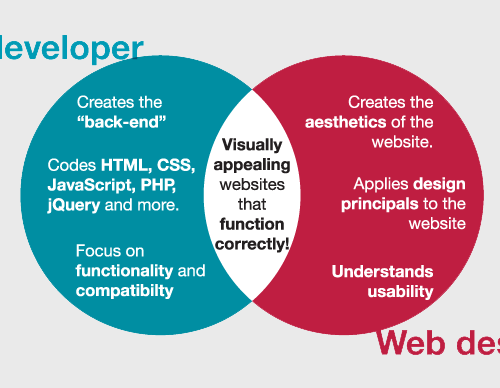 developer
Creates the
“back-end”
Codes HTML, CSS,
JavaScript, PHP,
jQuery and more.
Focus on
functionality and
compatibilty
Visually
appealing
websites
that
function
correctly!
Creates the
aesthetics of the
website.
Applies design
principals to the
website
Understands
usability
Web des